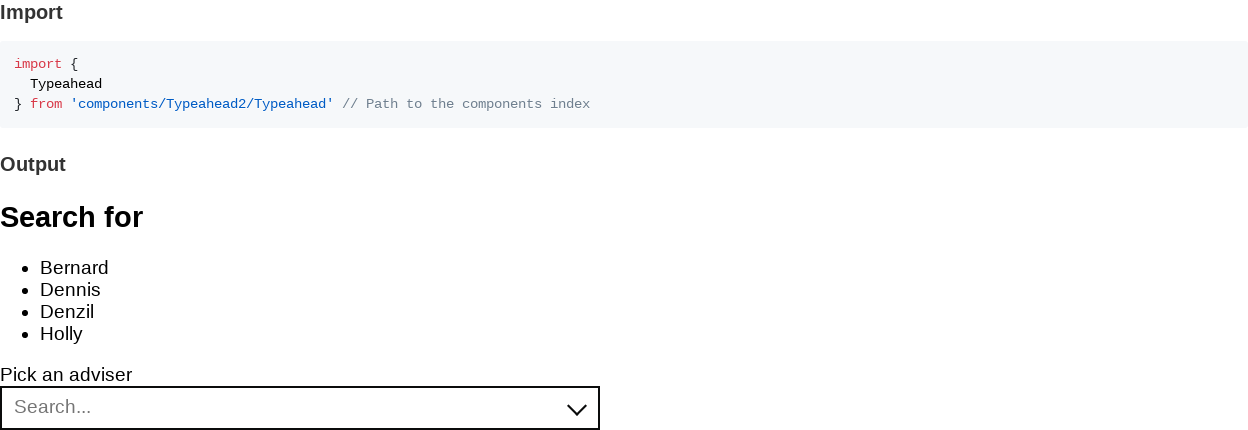 Import
import {
  Typeahead
} from 'components/Typeahead2/Typeahead' // Path to the components index
Output
Search for
• Bernard
• Dennis
• Denzil
• Holly
Pick an adviser
Search...